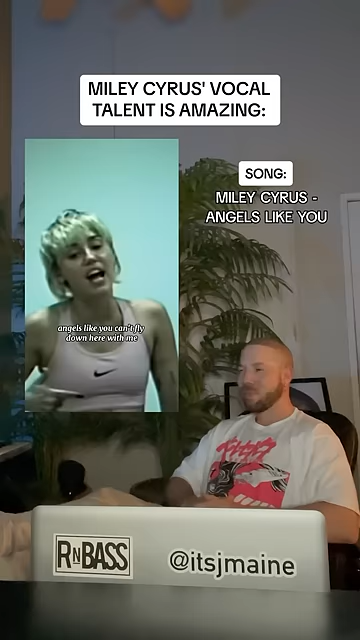 MILEY CYRUS' VOCAL
TALENT IS AMAZING:
SONG:
MILEY CYRUS -
ANGELS LIKE YOU
angels like you can't fly
down here with me
RNBASS
@itsjmaine